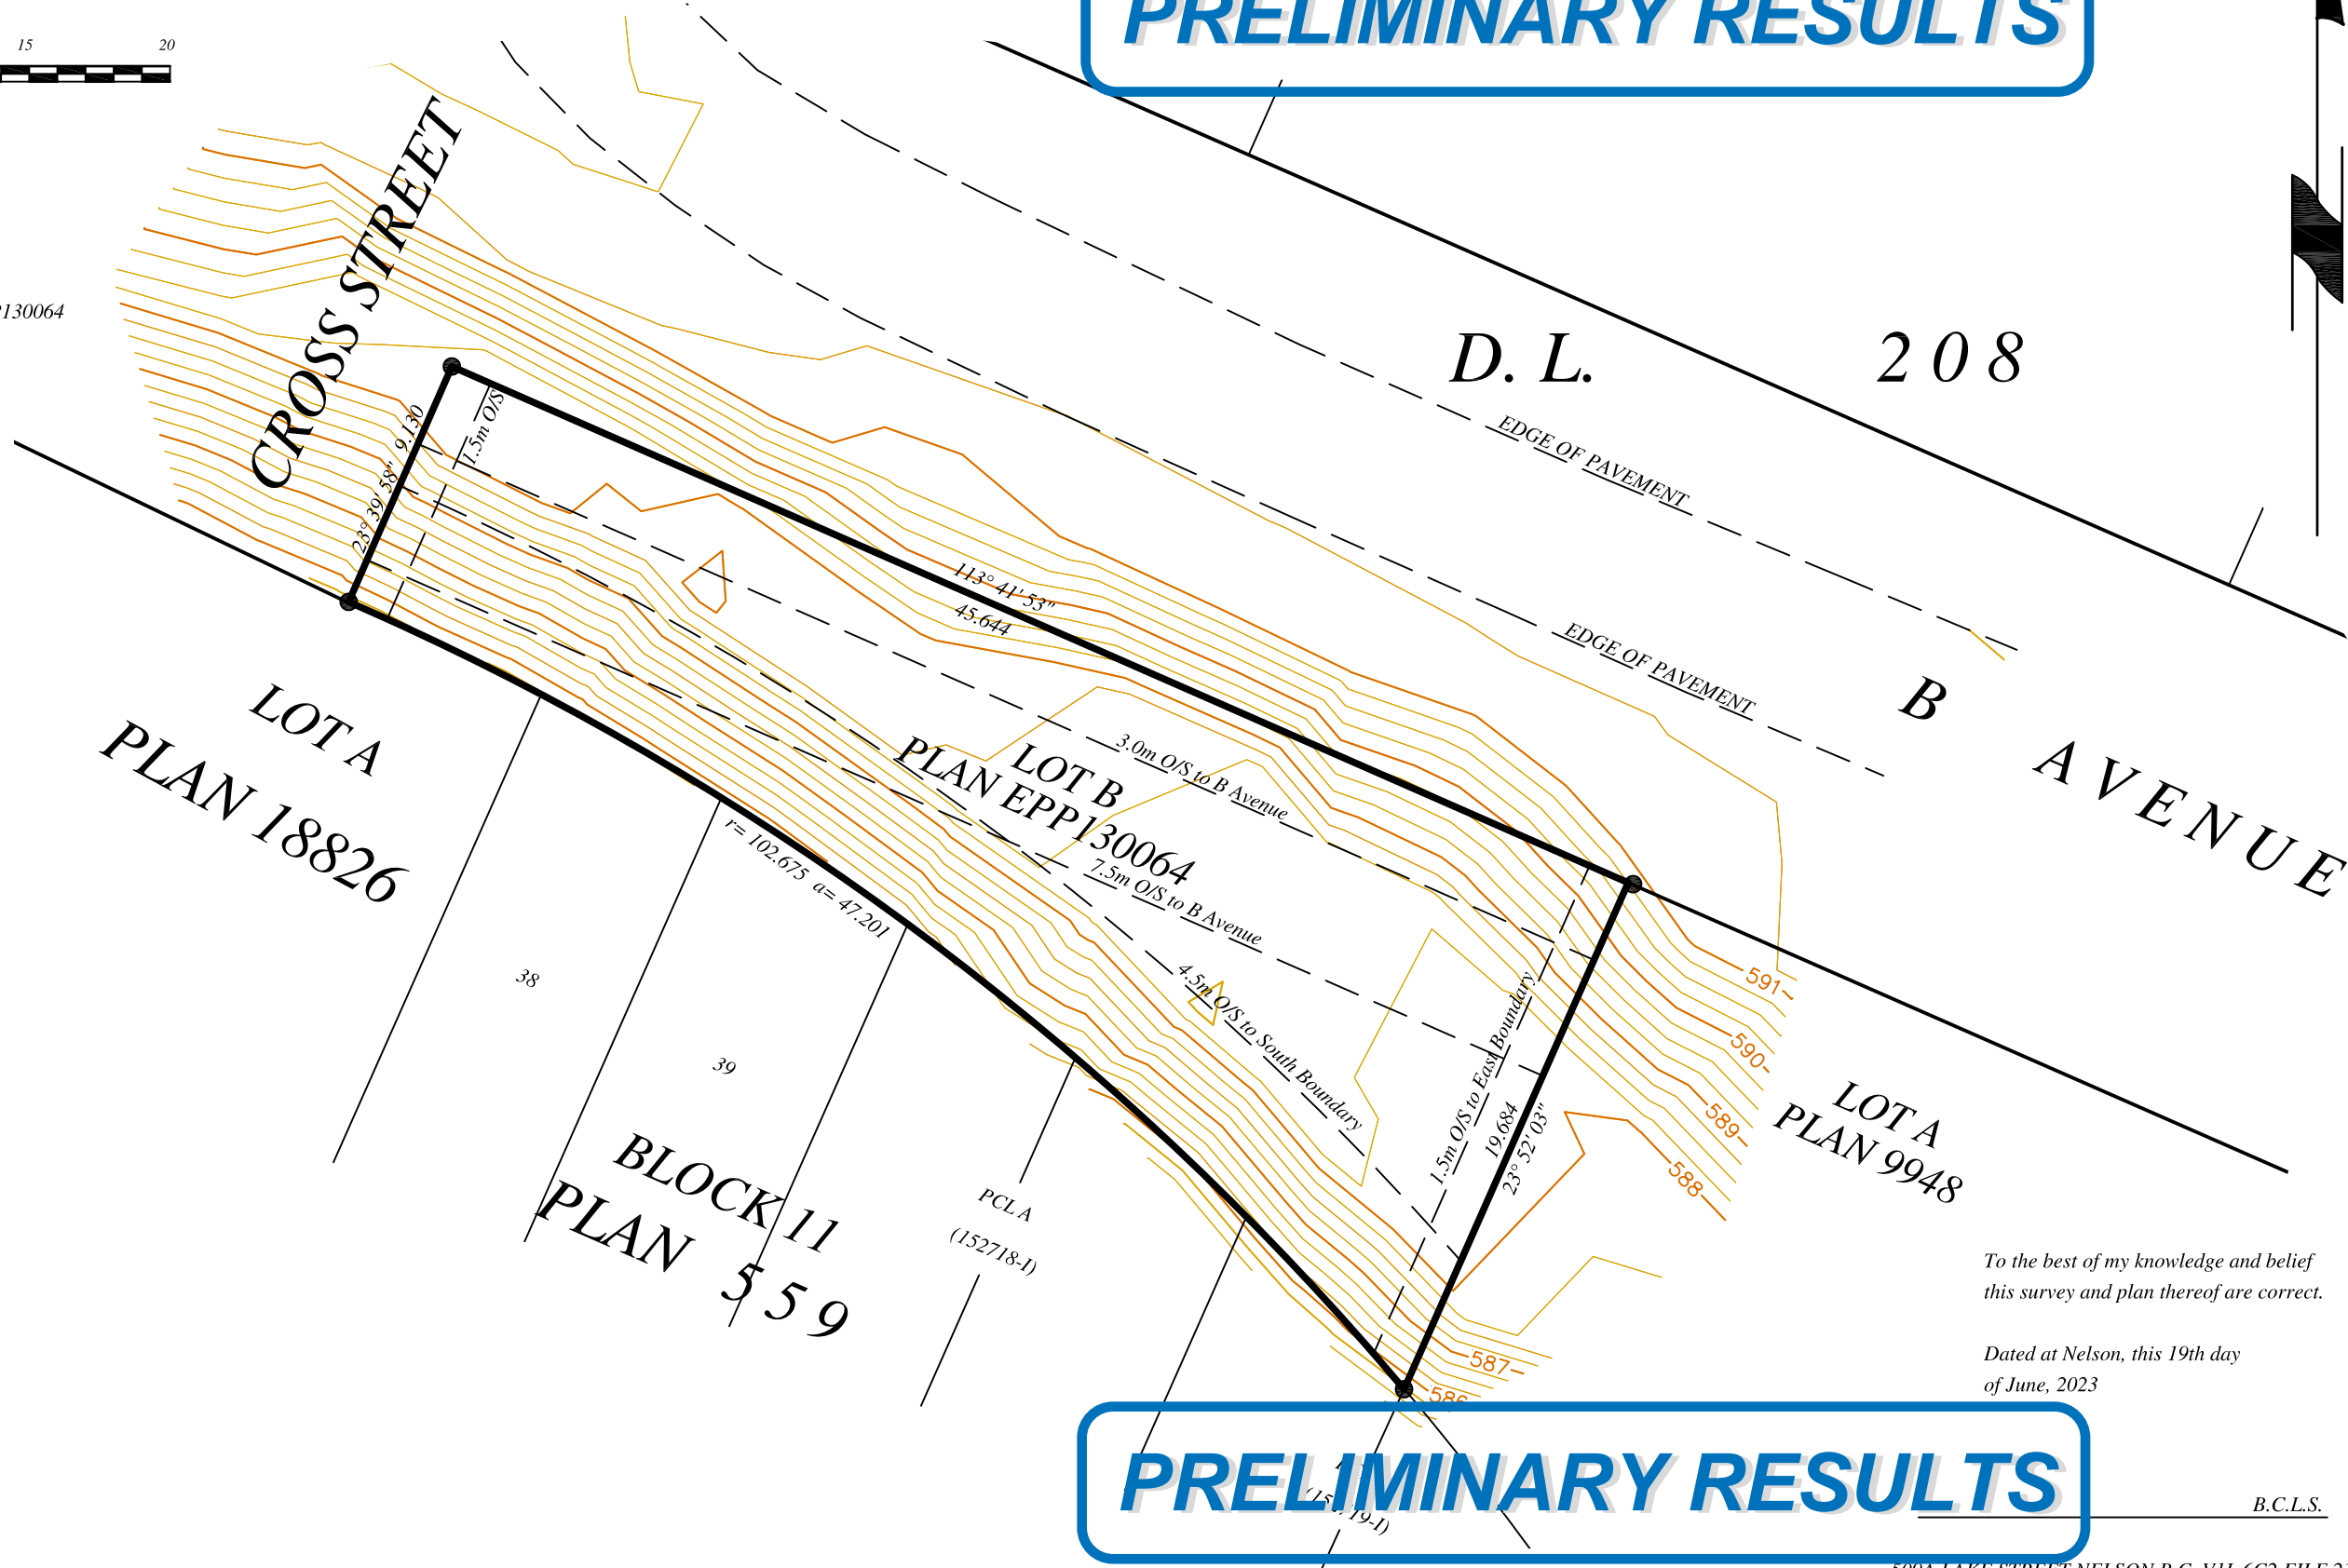 PRELIMINARY RESULTS
15 20
130064
CROSS STREET
D. L. 208
EDGE OF PAVEMENT
EDGE OF PAVEMENT
B AVENUE
9.130
23° 39' 58"
1.5m O/S
113° 41' 53"
45.644
LOT A
PLAN 18826
LOT B
PLAN EPP130064
3.0m O/S to B Avenue
7.5m O/S to B Avenue
4.5m O/S to South Boundary
1.5m O/S to East Boundary
19.684
23° 52' 03"
r= 102.675 a= 47.201
591
590
589
588
587
586
LOT A
PLAN 9948
38
39
BLOCK 11
PLAN 559
PCL A
(152718-I)
To the best of my knowledge and belief
this survey and plan thereof are correct.
Dated at Nelson, this 19th day
of June, 2023
PRELIMINARY RESULTS
B.C.L.S.